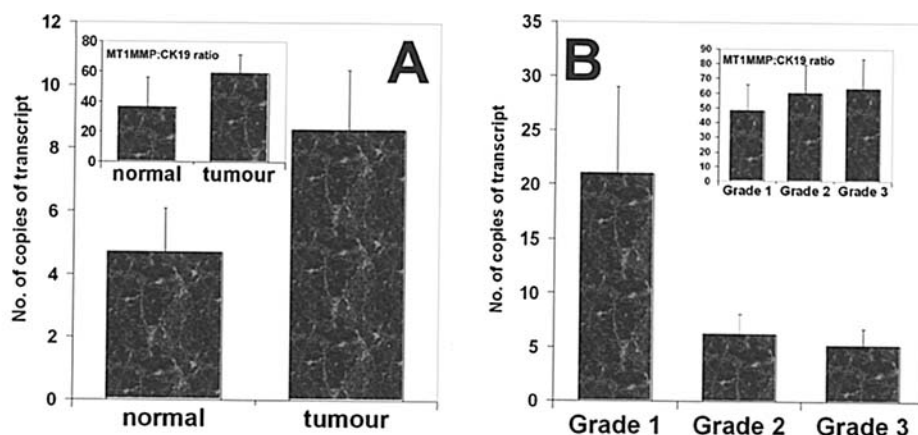 A
No. of copies of transcript
12
10
8
6
4
2
0
normal
tumour
MT1MMP:CK19 ratio
80
60
40
20
0
normal
tumour
B
No. of copies of transcript
35
30
25
20
15
10
5
0
Grade 1
Grade 2
Grade 3
MT1MMP:CK19 ratio
90
80
70
60
50
40
30
20
10
0
Grade 1
Grade 2
Grade 3